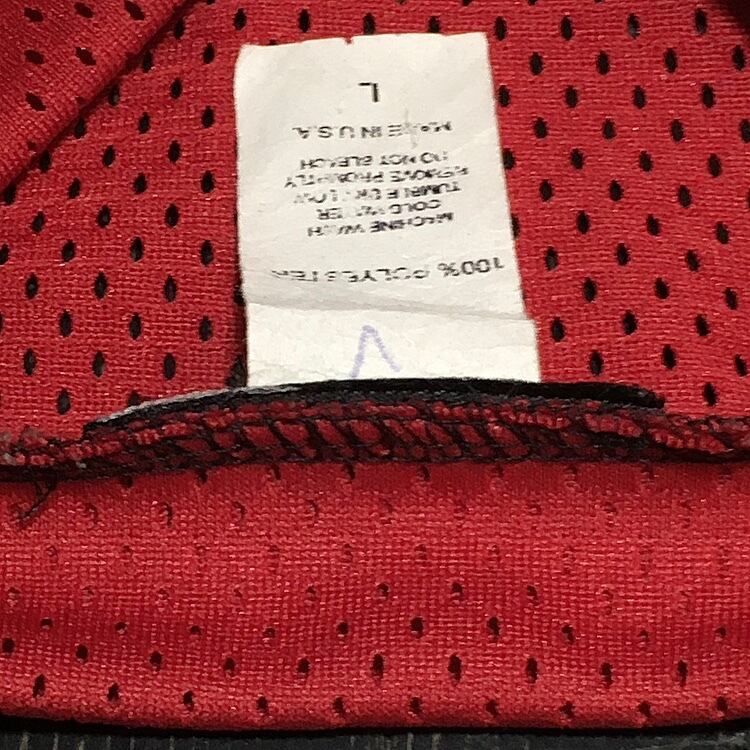 100% POLYESTER
MACHINE WASH
COLD WATER
TUMBLE DRY LOW
REMOVE PROMPTLY
DO NOT BLEACH
MADE IN U.S.A.
L